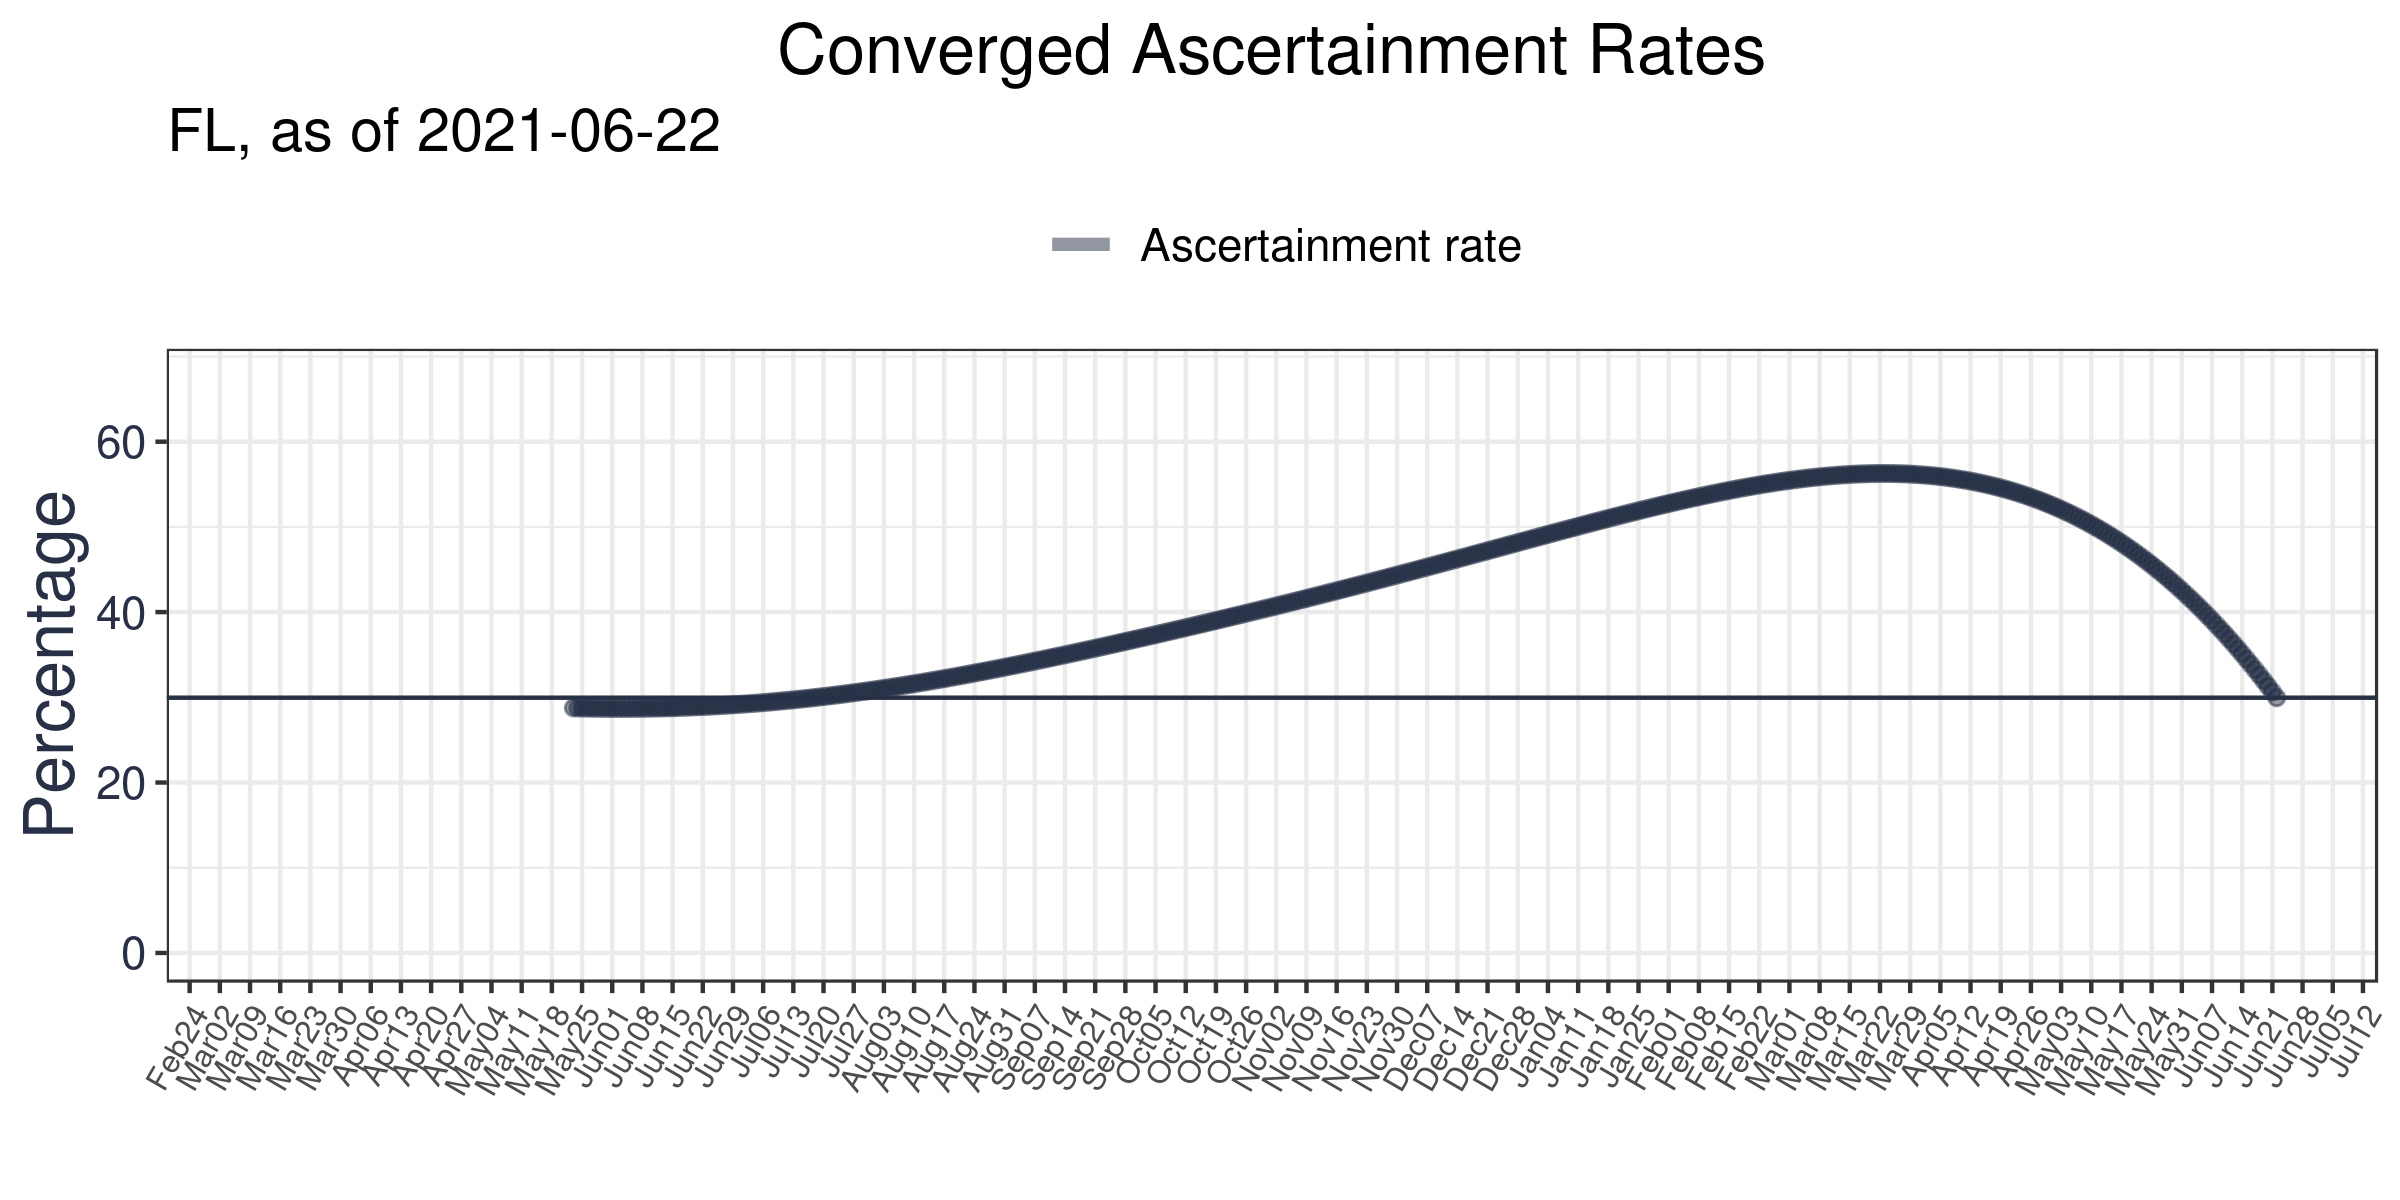 Converged Ascertainment Rates
FL, as of 2021-06-22
Ascertainment rate
Percentage
60
40
20
0
Feb24
Mar02
Mar09
Mar16
Mar23
Mar30
Apr06
Apr13
Apr20
Apr27
May04
May11
May18
May25
Jun01
Jun08
Jun15
Jun22
Jun29
Jul06
Jul13
Jul20
Jul27
Aug03
Aug10
Aug17
Aug24
Aug31
Sep07
Sep14
Sep21
Sep28
Oct05
Oct12
Oct19
Oct26
Nov02
Nov09
Nov16
Nov23
Nov30
Dec07
Dec14
Dec21
Dec28
Jan04
Jan11
Jan18
Jan25
Feb01
Feb08
Feb15
Feb22
Mar01
Mar08
Mar15
Mar22
Mar29
Apr05
Apr12
Apr19
Apr26
May03
May10
May17
May24
May31
Jun07
Jun14
Jun21
Jun28
Jul05
Jul12